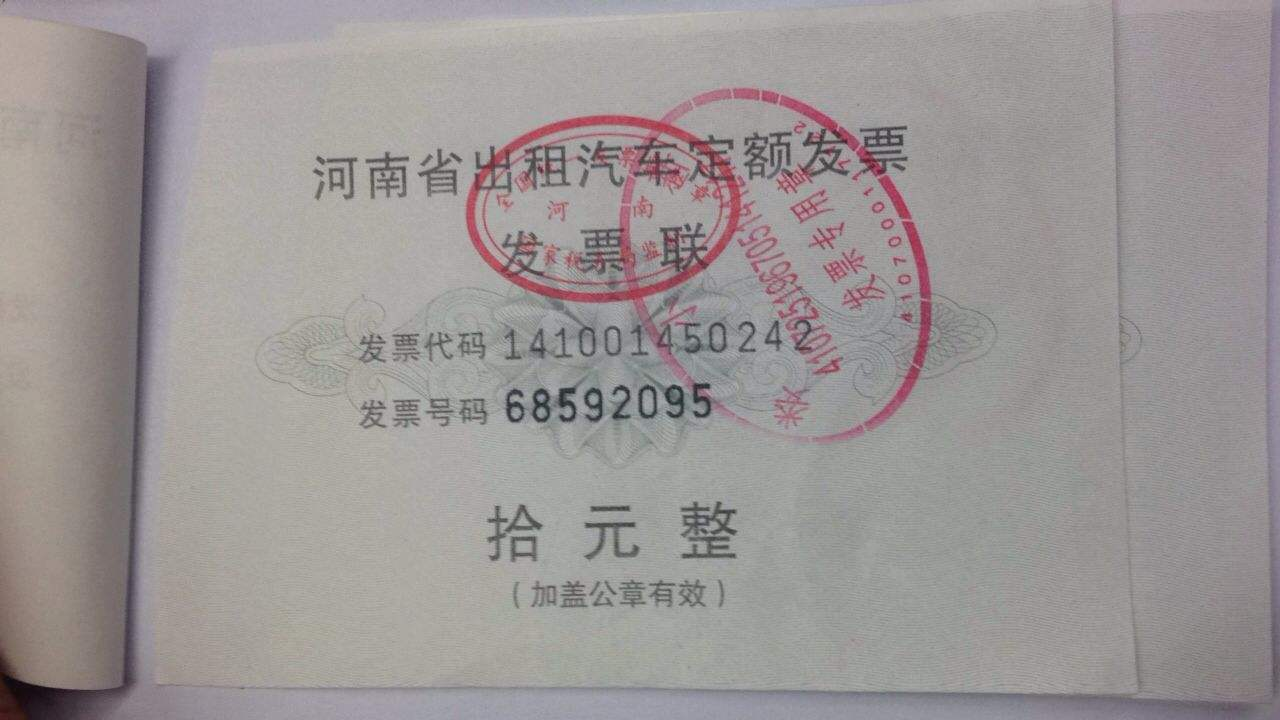 河南省出租汽车定额发票
发票联
河南
发票代码 141001450242
发票号码 68592095
发票专用章
拾元整
（加盖公章有效）